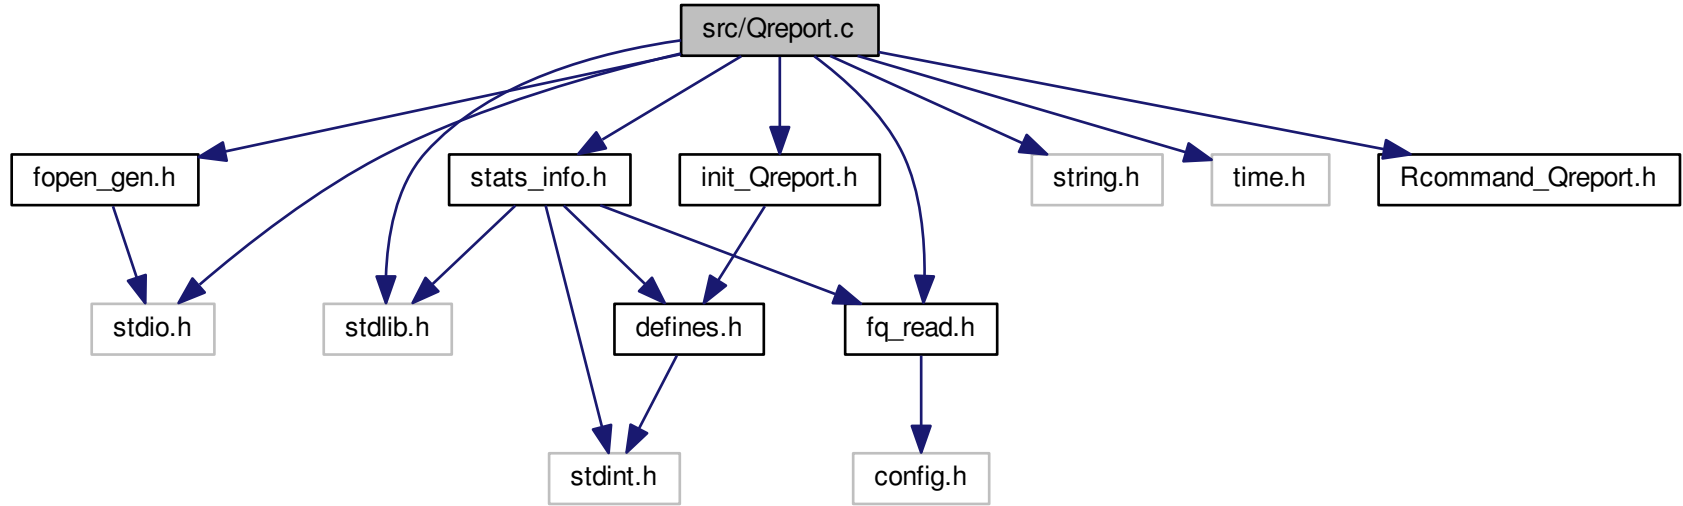 src/Qreport.c
fopen_gen.h
stats_info.h
init_Qreport.h
string.h
time.h
Rcommand_Qreport.h
stdio.h
stdlib.h
defines.h
fq_read.h
stdint.h
config.h